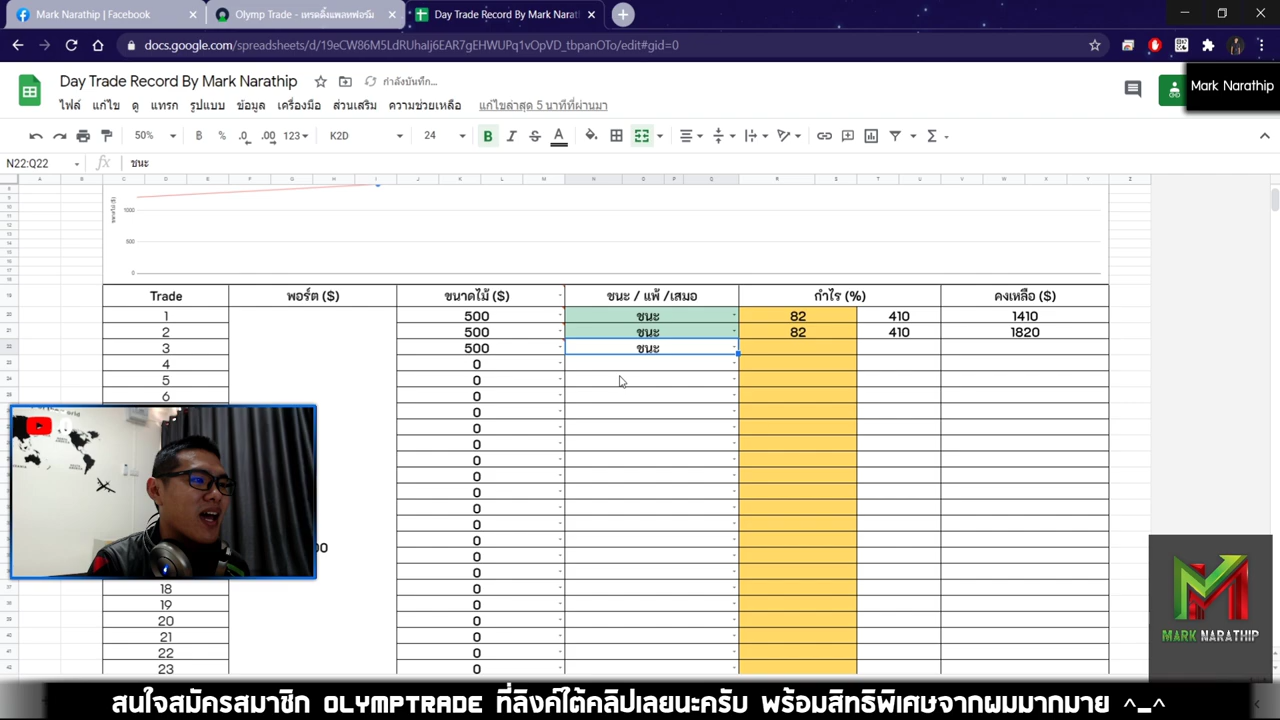 Mark Narathip | Facebook
Olymp Trade - เทรดดิ้งแพลทฟอร์ม
Day Trade Record By Mark Narat
docs.google.com/spreadsheets/d/19eCW86M5LdRUhaIj6EAR7gEHWUPq1vOpVD_tbpanOTo/edit#gid=0
Day Trade Record By Mark Narathip
กำลังบันทึก...
Mark Narathip
ไฟล์ แก้ไข ดู แทรก รูปแบบ ข้อมูล เครื่องมือ ส่วนเสริม ความช่วยเหลือ แก้ไขล่าสุด 5 นาทีที่ผ่านมา
50% ฿ % .0 .00 123 K2D 24 B I S A Σ
N22:Q22 fx ชนะ
1000
500
0
Trade พอร์ต ($) ขนาดไม้ ($) ชนะ / แพ้ /เสมอ กำไร (%) คงเหลือ ($)
1 500 ชนะ 82 410 1410
2 500 ชนะ 82 410 1820
3 500 ชนะ
4 0
5 0
6 0
0
0
0
0
0
0
0
0
00 0
0
0
18 0
19 0
20 0
21 0
22 0
23 0
MARK NARATHIP
สนใจสมัครสมาชิก OLYMPTRADE ที่ลิงค์ใต้คลิปเลยนะครับ พร้อมสิทธิพิเศษจากผมมากมาย ^_^